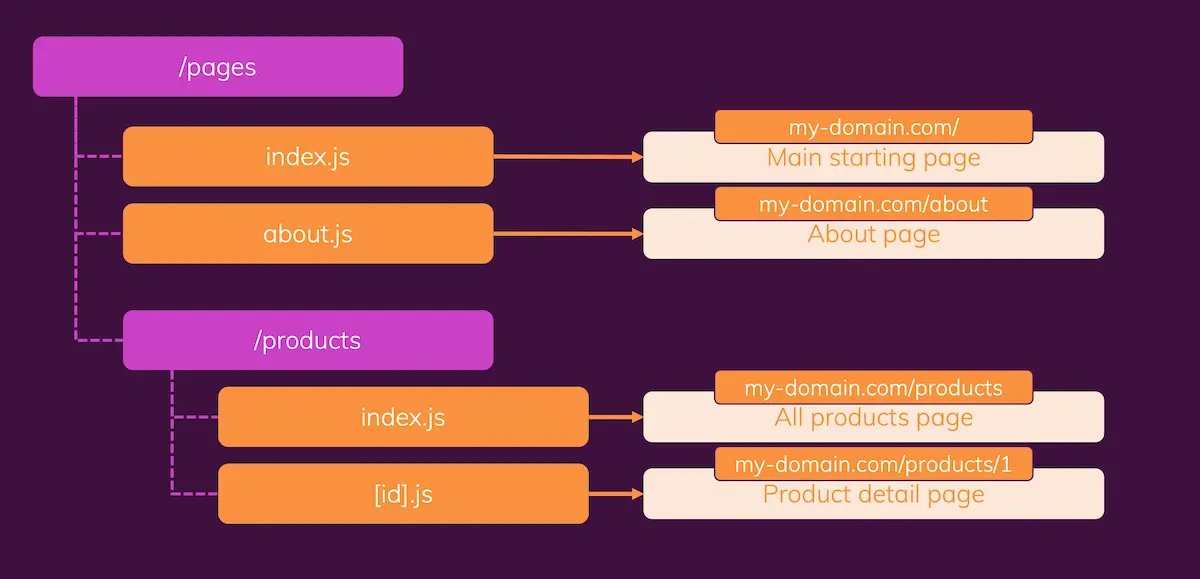 /pages
index.js
my-domain.com/
Main starting page
about.js
my-domain.com/about
About page
/products
index.js
my-domain.com/products
All products page
[id].js
my-domain.com/products/1
Product detail page